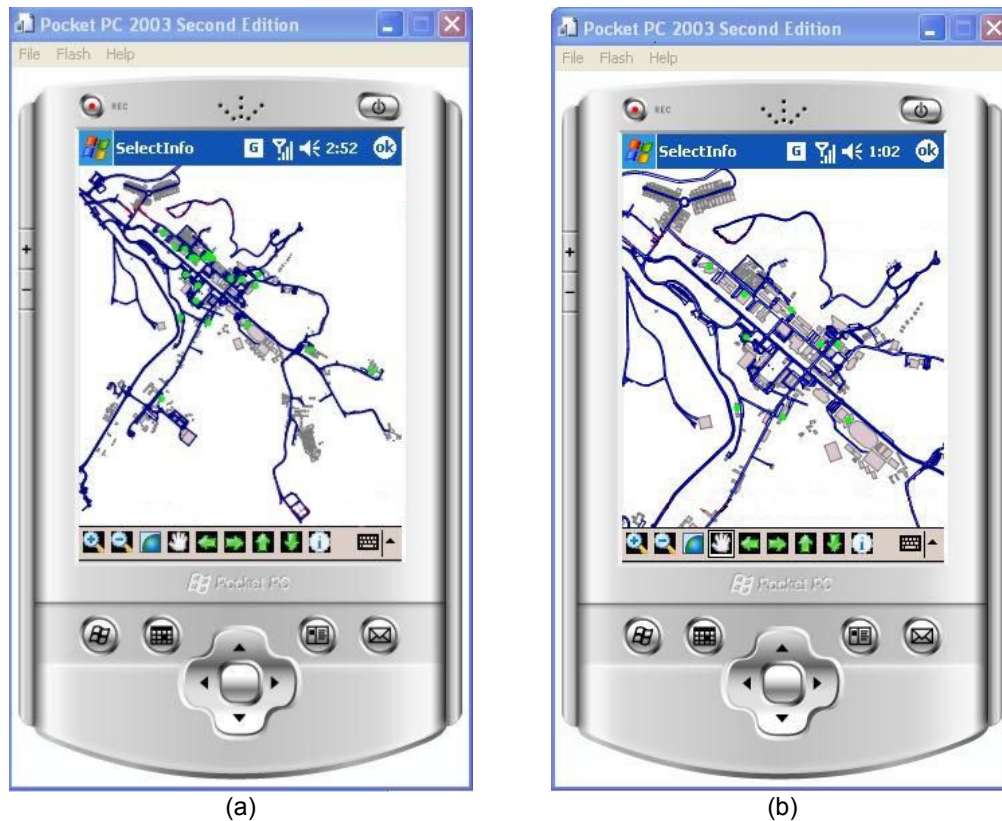 Pocket PC 2003 Second Edition
File Flash Help
REC
SelectInfo G 2:52 ok
Pocket PC
(a)
Pocket PC 2003 Second Edition
File Flash Help
REC
SelectInfo G 1:02 ok
Pocket PC
(b)